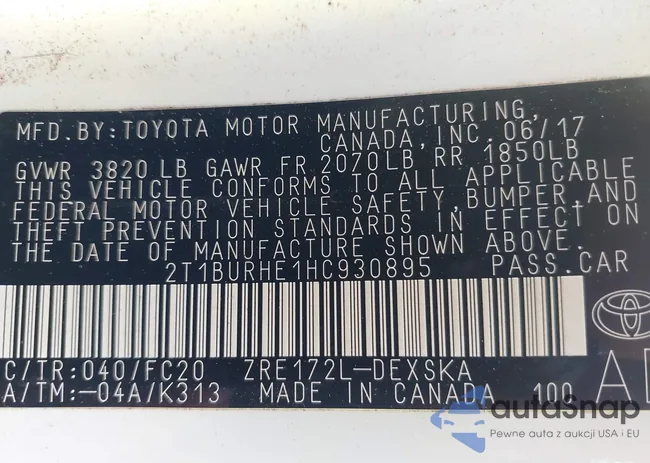 MFD.BY:TOYOTA MOTOR MANUFACTURING,
CANADA, INC. 06/17
GVWR 3820 LB GAWR FR 2070LB RR 1850LB
THIS VEHICLE CONFORMS TO ALL APPLICABLE
FEDERAL MOTOR VEHICLE SAFETY, BUMPER, AND
THEFT PREVENTION STANDARDS IN EFFECT ON
THE DATE OF MANUFACTURE SHOWN ABOVE.
2T1BURHE1HC930895 PASS.CAR
C/TR:040/FC20 ZRE172L-DEXSKA
A/TM:-04A/K313 MADE IN CANADA 100
autoSnap
Pewne auta z aukcji USA i EU